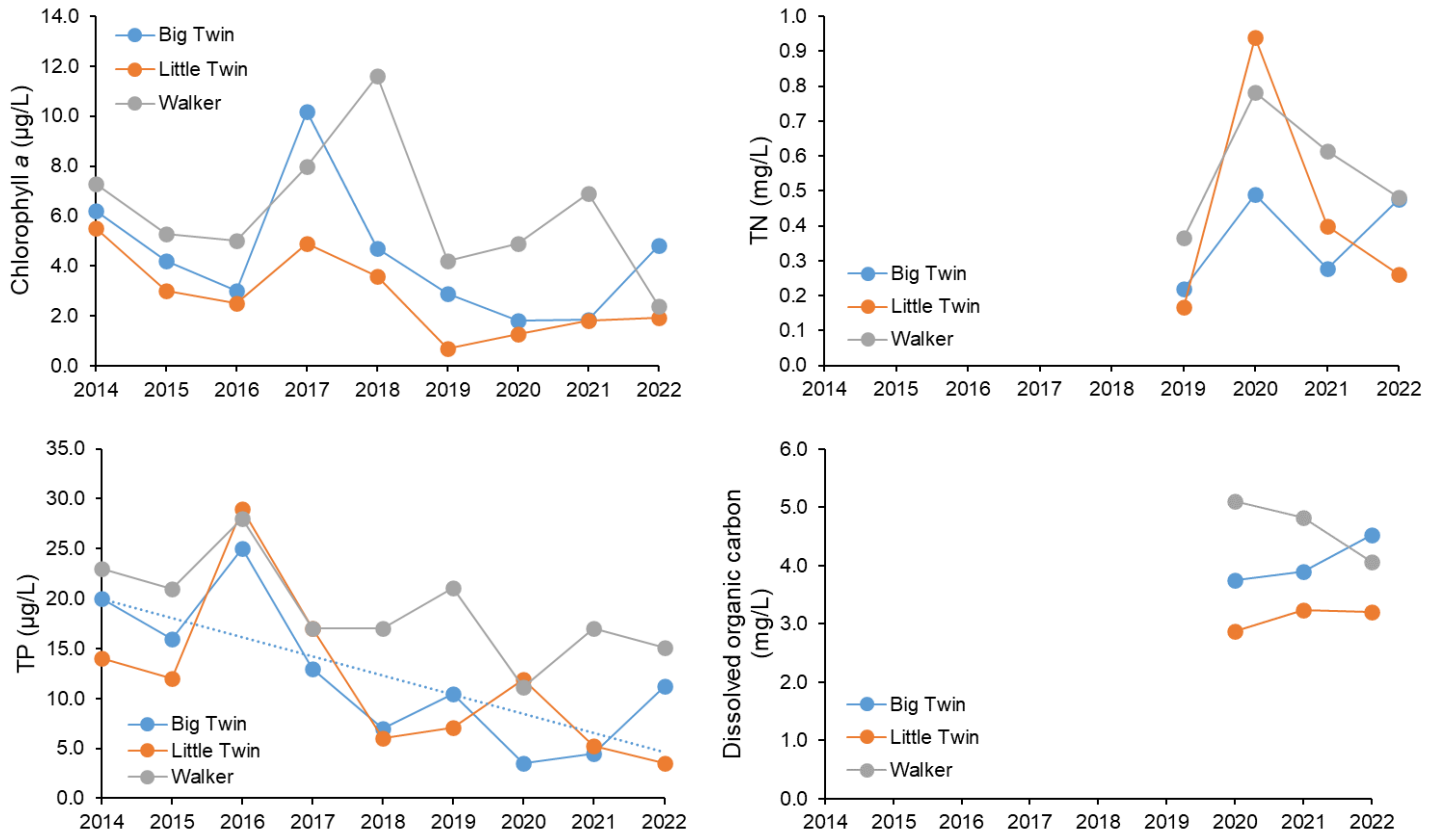 Chlorophyll a (µg/L)
14.0
12.0
10.0
8.0
6.0
4.0
2.0
0.0
Big Twin
Little Twin
Walker
2014 2015 2016 2017 2018 2019 2020 2021 2022
TN (mg/L)
1.0
0.9
0.8
0.7
0.6
0.5
0.4
0.3
0.2
0.1
0.0
Big Twin
Little Twin
Walker
2014 2015 2016 2017 2018 2019 2020 2021 2022
TP (µg/L)
35.0
30.0
25.0
20.0
15.0
10.0
5.0
0.0
Big Twin
Little Twin
Walker
2014 2015 2016 2017 2018 2019 2020 2021 2022
Dissolved organic carbon
(mg/L)
6.0
5.0
4.0
3.0
2.0
1.0
0.0
Big Twin
Little Twin
Walker
2014 2015 2016 2017 2018 2019 2020 2021 2022